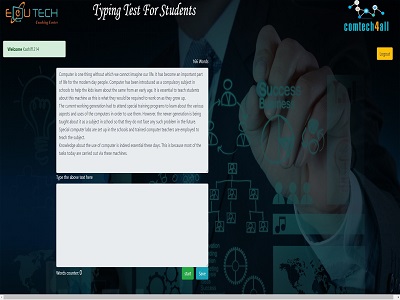 EDU TECH
Enabling Future
Typing Test For Students
comtech4all
Welcome
Logout
166 Words
Computer is one thing without which we cannot imagine our life. It has become an important part
of life for the modern day people. Computer has been introduced as a compulsory subject in
schools to help the kids learn about the same from an early age. It is essential to teach students
about this machine as this is what they would be required to work on as they grow up.
The current working generation had to attend special training programs to learn about the various
aspects and uses of the computers in order to use them. However, the newer generation is being
taught about it as a subject in school so that they do not face any such problem in the future.
Special computer labs are set up in the schools and trained computer teachers are employed to
teach the subject.
Knowledge about the use of computer is indeed essential these days. This is because most of the
tasks today are carried out via these machines.
Type the above text here
Success
Business
Words counter: 0
start
Save